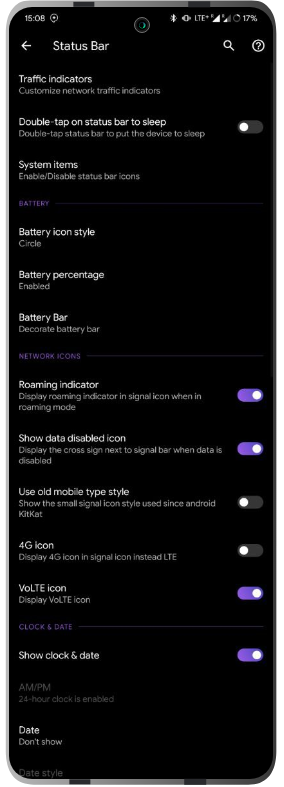 15:08 LTE+ 17%
Status Bar
Traffic indicators
Customize network traffic indicators
Double-tap on status bar to sleep
Double-tap status bar to put the device to sleep
System items
Enable/Disable status bar icons
BATTERY
Battery icon style
Circle
Battery percentage
Enabled
Battery Bar
Decorate battery bar
NETWORK ICONS
Roaming indicator
Display roaming indicator in signal icon when in
roaming mode
Show data disabled icon
Display the cross sign next to signal bar when data is
disabled
Use old mobile type style
Show the small signal icon style used since android
KitKat
4G icon
Display 4G icon in signal icon instead LTE
VoLTE icon
Display VoLTE icon
CLOCK & DATE
Show clock & date
AM/PM
24-hour clock is enabled
Date
Don't show
Date style